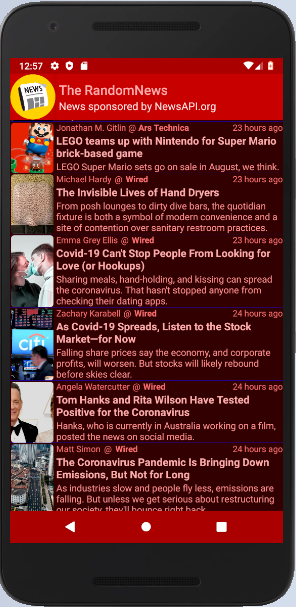 12:57
NEWS
The RandomNews
News sponsored by NewsAPI.org
Jonathan M. Gitlin @ Ars Technica 23 hours ago
LEGO teams up with Nintendo for Super Mario
brick-based game
LEGO Super Mario sets go on sale in August, we think.
Michael Hardy @ Wired 23 hours ago
The Invisible Lives of Hand Dryers
From posh lounges to dirty dive bars, the quotidian
fixture is both a symbol of modern convenience and a
site of contention over sanitary restroom practices.
Emma Grey Ellis @ Wired 23 hours ago
Covid-19 Can't Stop People From Looking for
Love (or Hookups)
Sharing meals, hand-holding, and kissing can spread
the coronavirus. That hasn't stopped anyone from
checking their dating apps.
Zachary Karabell @ Wired 24 hours ago
As Covid-19 Spreads, Listen to the Stock
Market—for Now
Falling share prices say the economy, and corporate
profits, will worsen. But stocks will likely rebound
before skies clear.
citi
Angela Watercutter @ Wired 24 hours ago
Tom Hanks and Rita Wilson Have Tested
Positive for the Coronavirus
Hanks, who is currently in Australia working on a film,
posted the news on social media.
Matt Simon @ Wired 24 hours ago
The Coronavirus Pandemic Is Bringing Down
Emissions, But Not for Long
As industries slow and people fly less, emissions are
falling. But unless we get serious about restructuring
our society, they'll bounce right back.